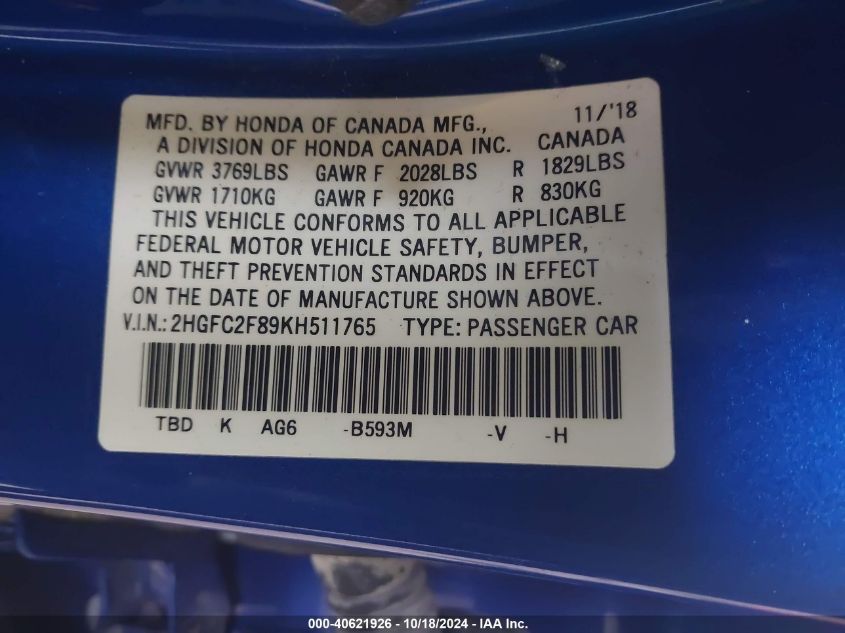 11/'18
MFD. BY HONDA OF CANADA MFG., CANADA
A DIVISION OF HONDA CANADA INC.
GVWR 3769LBS GAWR F 2028LBS R 1829LBS
GVWR 1710KG GAWR F 920KG R 830KG
THIS VEHICLE CONFORMS TO ALL APPLICABLE
FEDERAL MOTOR VEHICLE SAFETY, BUMPER,
AND THEFT PREVENTION STANDARDS IN EFFECT
ON THE DATE OF MANUFACTURE SHOWN ABOVE.
V.I.N.: 2HGFC2F89KH511765 TYPE: PASSENGER CAR
TBD K AG6 -B593M -V -H
000-40621926 - 10/18/2024 - IAA Inc.